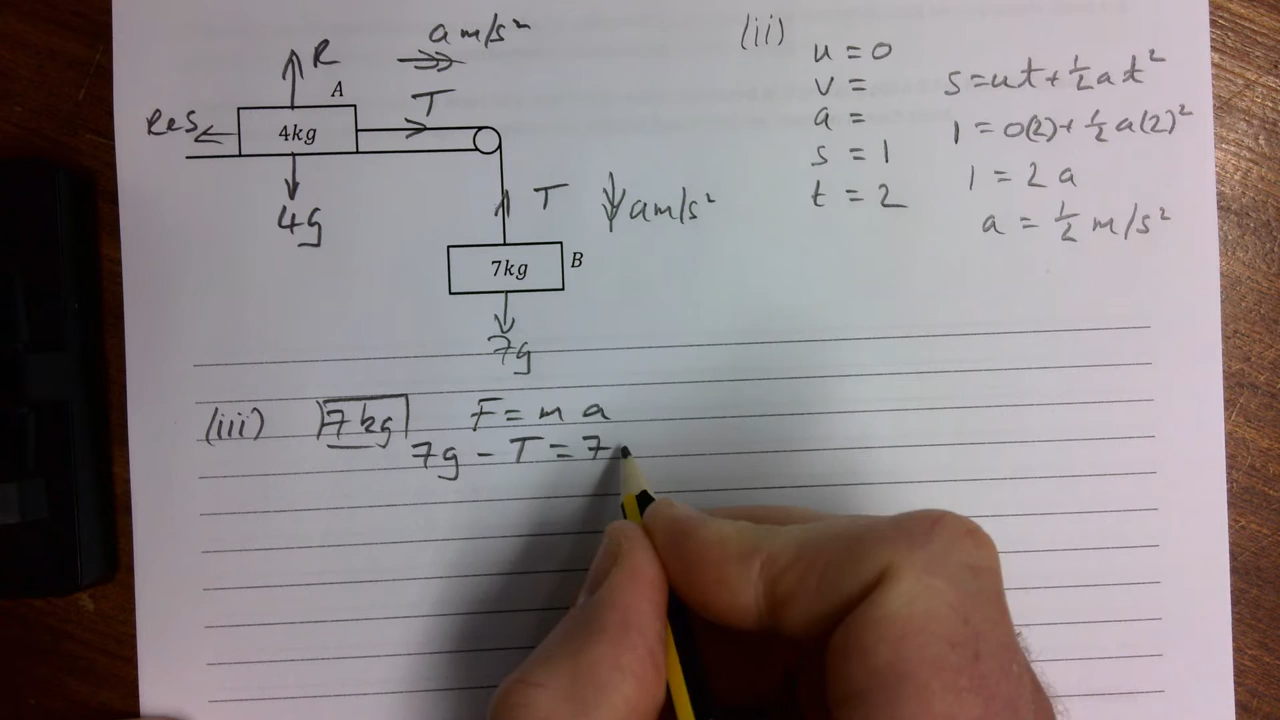 a m/s²
R
A
T
Res
4kg
4g
T
a m/s²
7kg
B
7g
(ii)
u = 0
v =
a =
s = 1
t = 2
s = ut + ½at²
1 = 0(2) + ½a(2)²
1 = 2a
a = ½ m/s²
(iii) 7kg F = ma
7g - T = 7